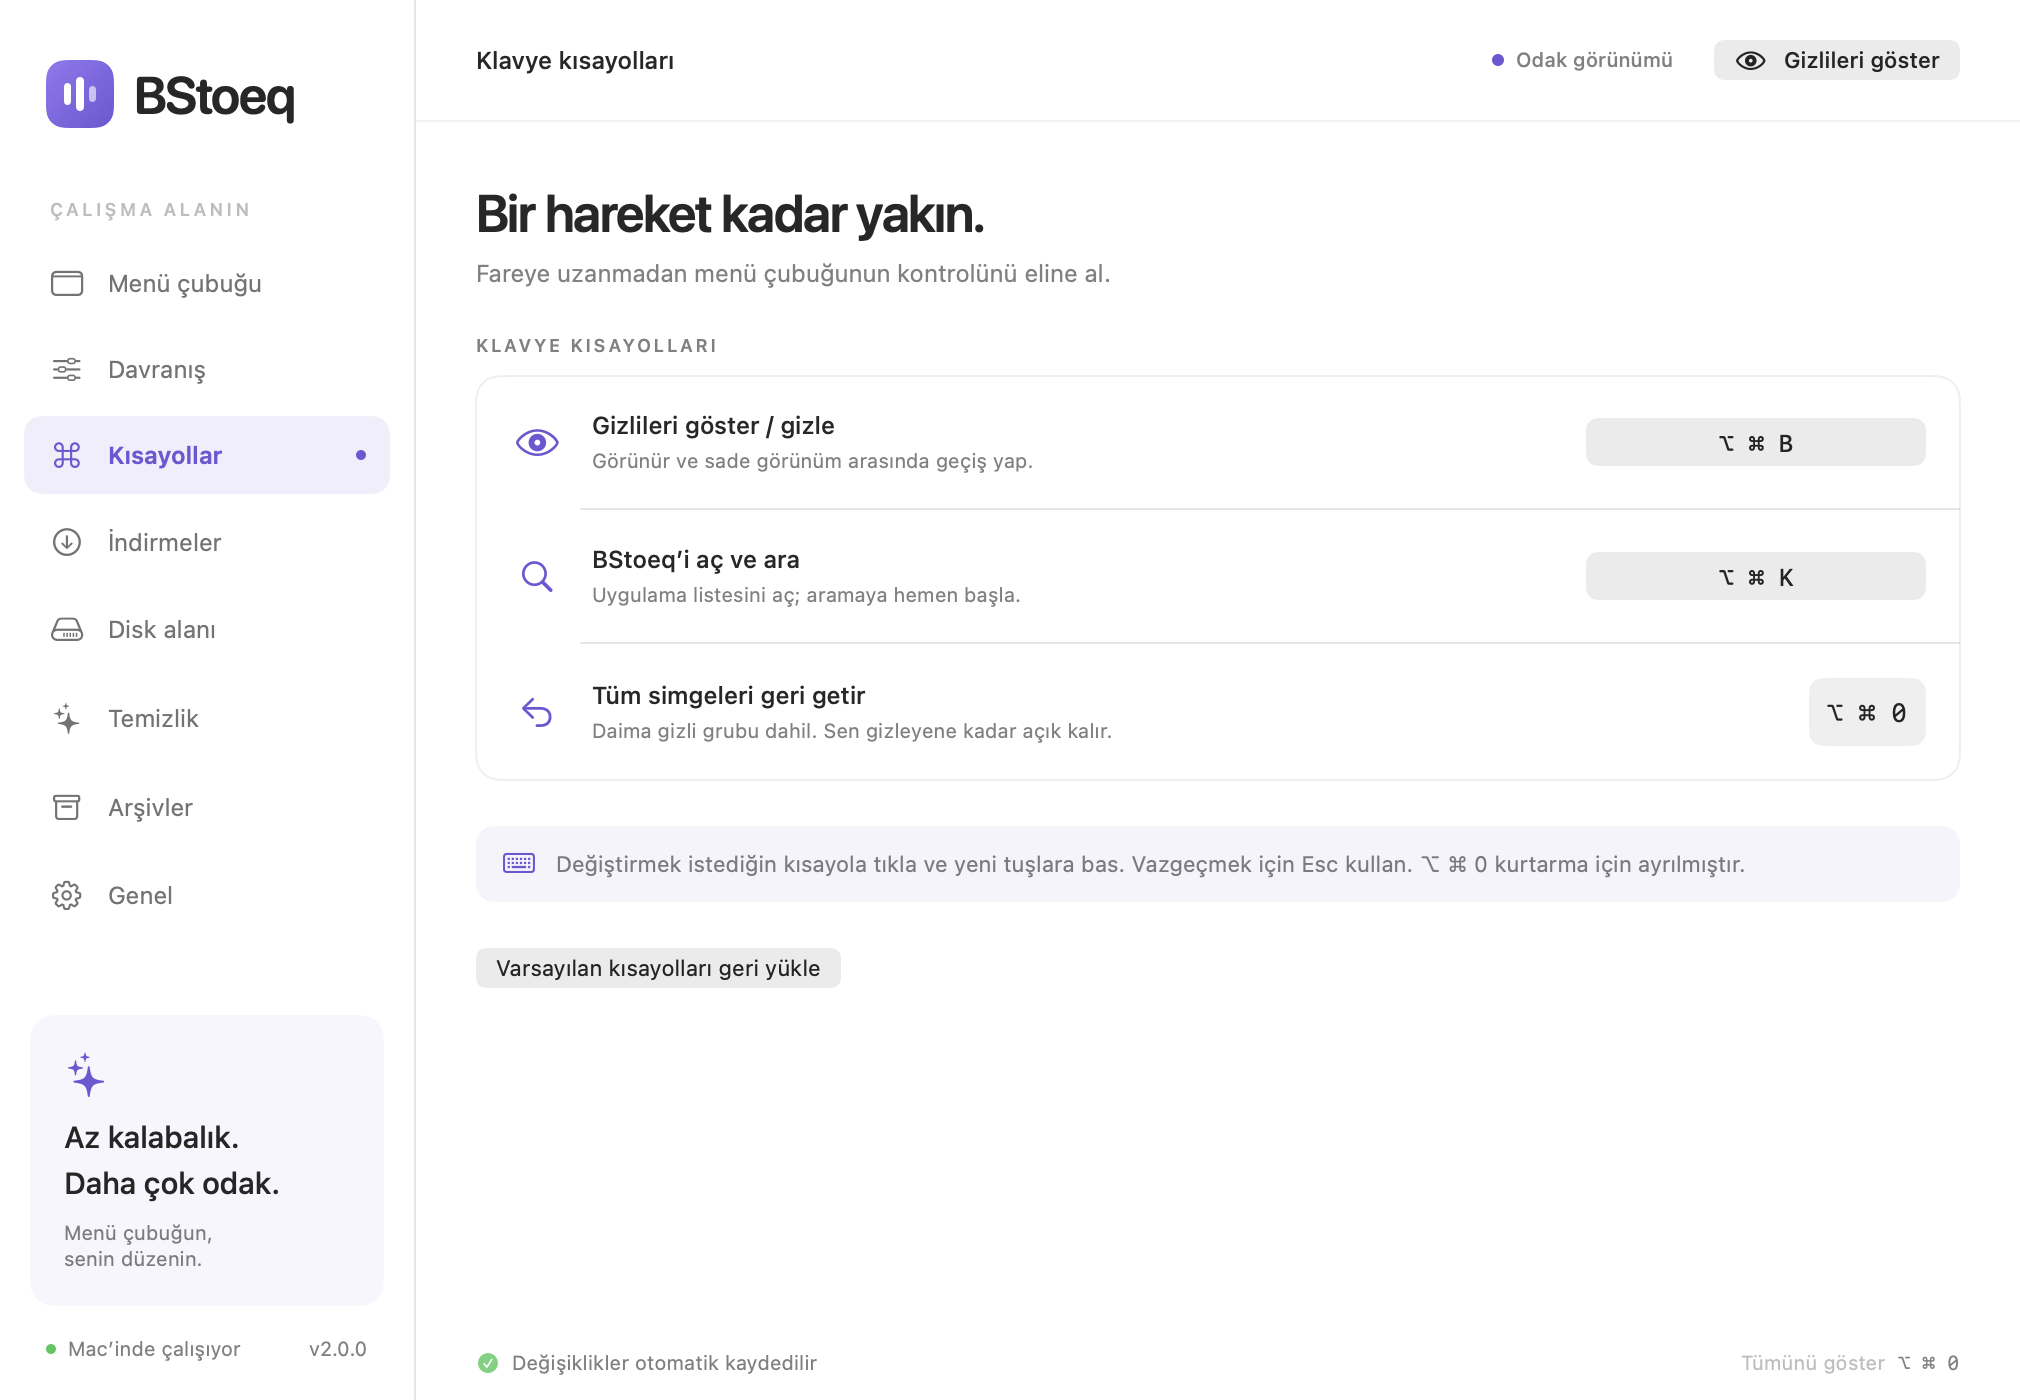 BStoeq
ÇALIŞMA ALANIN
Menü çubuğu
Davranış
Kısayollar
İndirmeler
Disk alanı
Temizlik
Arşivler
Genel
Az kalabalık.
Daha çok odak.
Menü çubuğun,
senin düzenin.
Mac’inde çalışıyor v2.0.0
Klavye kısayolları
Odak görünümü
Gizlileri göster
Bir hareket kadar yakın.
Fareye uzanmadan menü çubuğunun kontrolünü eline al.
KLAVYE KISAYOLLARI
Gizlileri göster / gizle
Görünür ve sade görünüm arasında geçiş yap.
⌥ ⌘ B
BStoeq’i aç ve ara
Uygulama listesini aç; aramaya hemen başla.
⌥ ⌘ K
Tüm simgeleri geri getir
Daima gizli grubu dahil. Sen gizleyene kadar açık kalır.
⌥ ⌘ 0
Değiştirmek istediğin kısayola tıkla ve yeni tuşlara bas. Vazgeçmek için Esc kullan. ⌥ ⌘ 0 kurtarma için ayrılmıştır.
Varsayılan kısayolları geri yükle
Değişiklikler otomatik kaydedilir
Tümünü göster ⌥ ⌘ 0